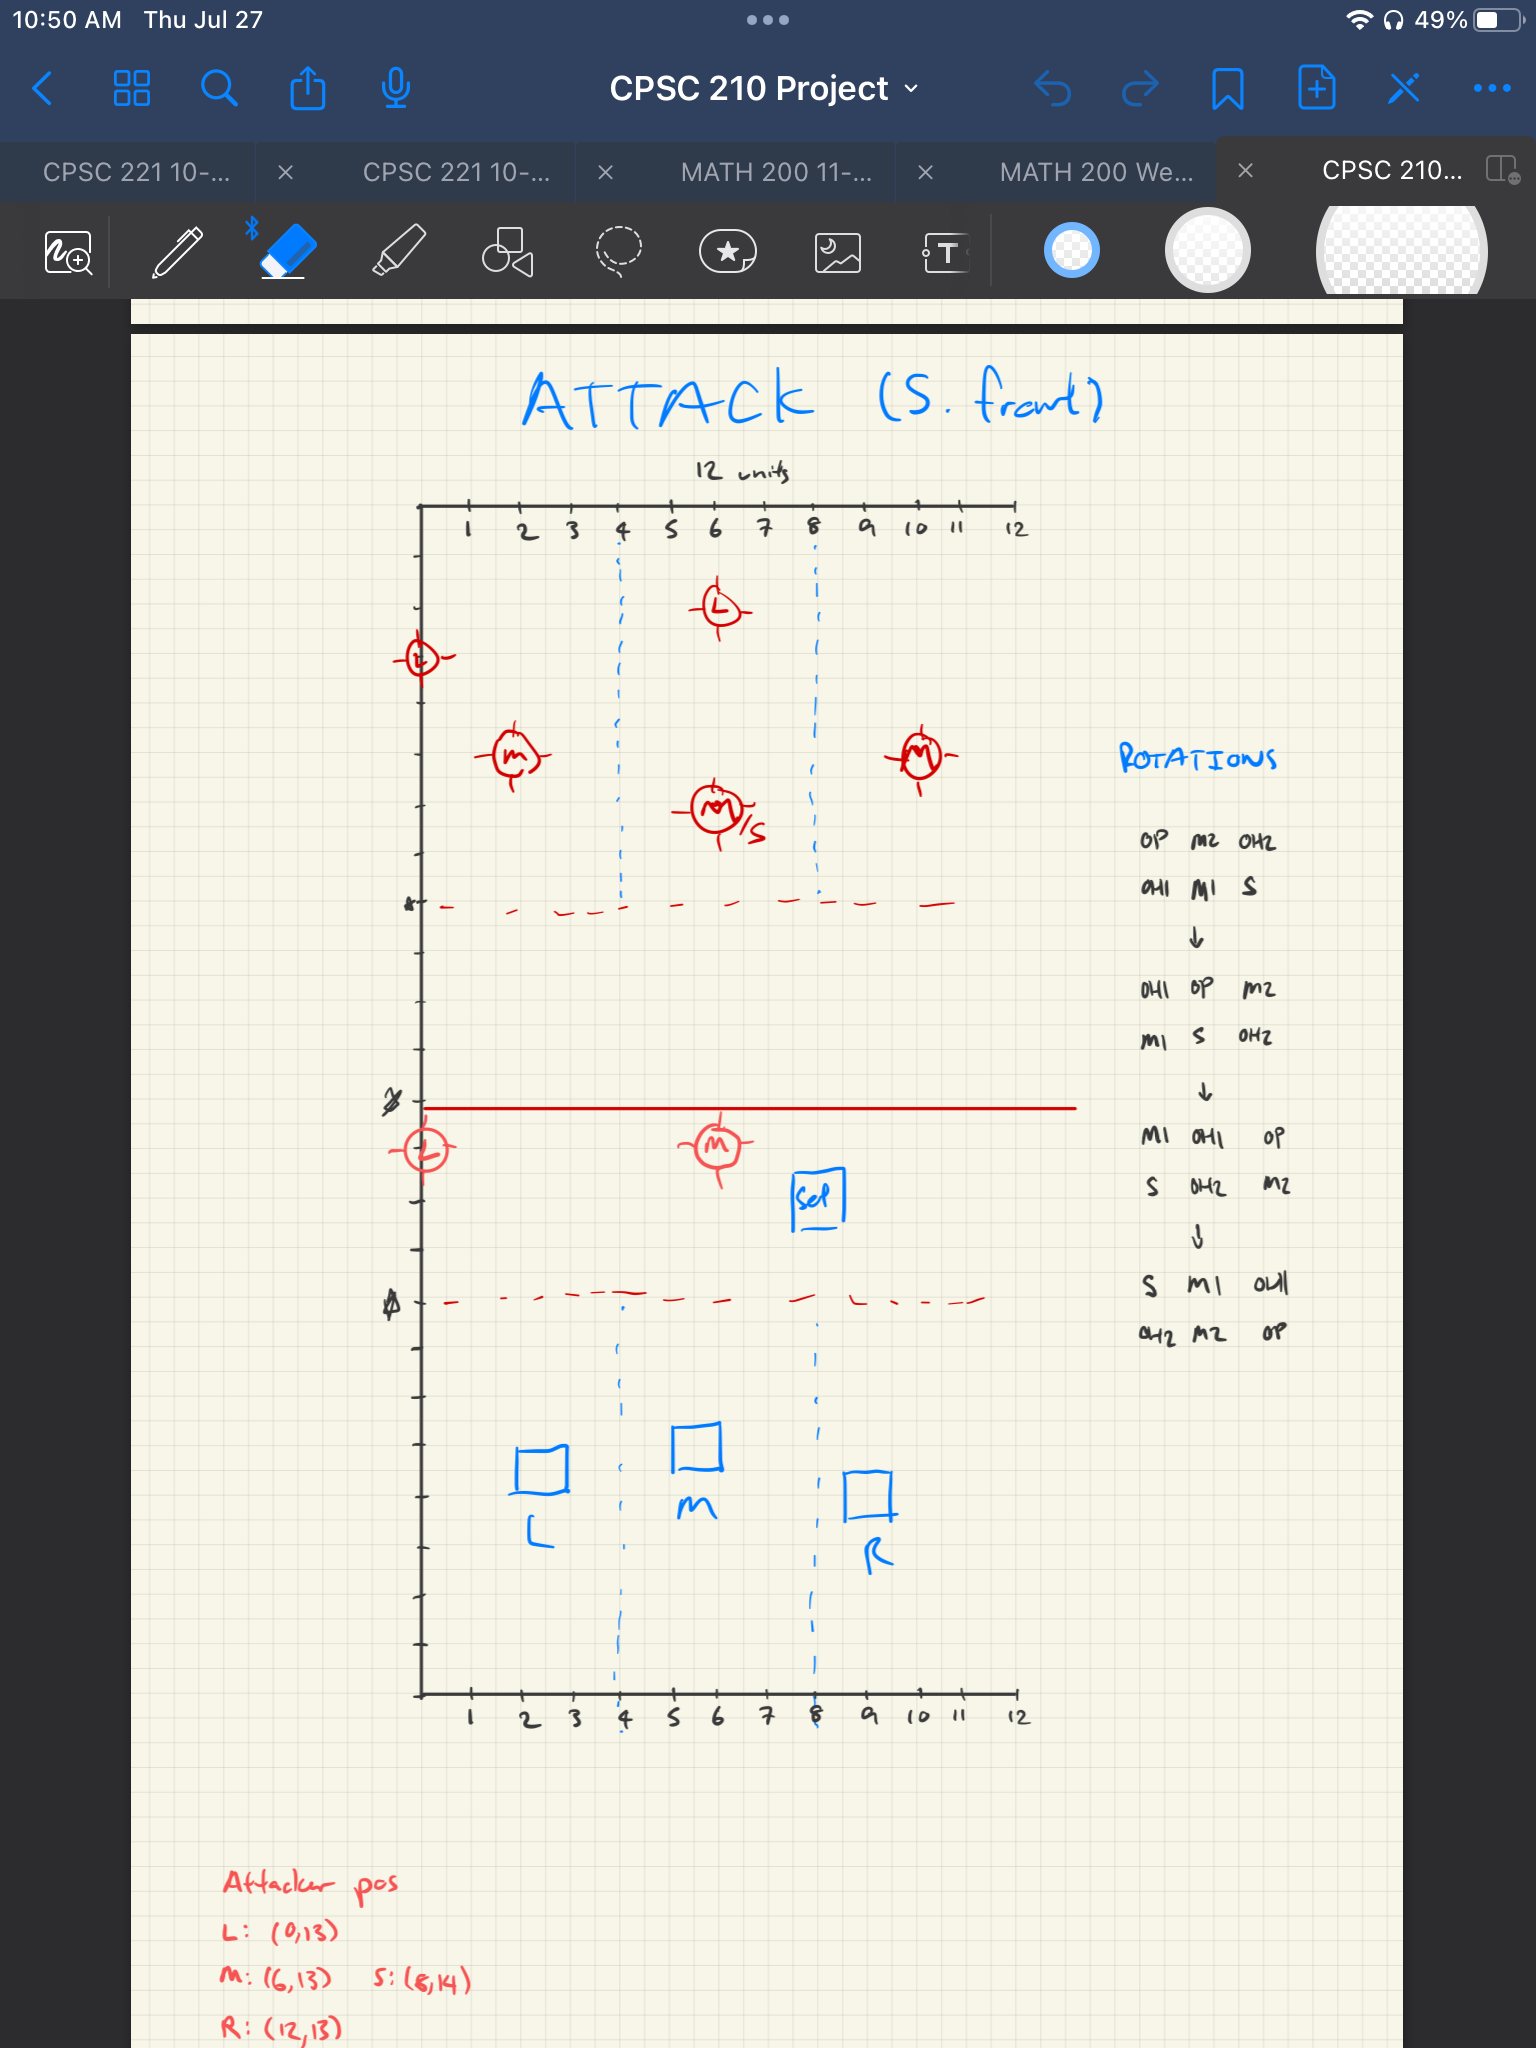 10:50 AM Thu Jul 27
49%
CPSC 210 Project
CPSC 221 10-... CPSC 221 10-... MATH 200 11-... MATH 200 We... CPSC 210...
T
ATTACK (S. front)
12 units
1 2 3 4 5 6 7 8 9 10 11 12
L
L
m M
M/S
ROTATIONS
OP M2 OH2
OH1 M1 S
↓
OH1 OP M2
M1 S OH2
↓
M1 OH1 OP
S OH2 M2
↓
S M1 OH1
OH2 M2 OP
L M
Set
L M R
1 2 3 4 5 6 7 8 9 10 11 12
Attacker pos
L: (0,13)
M: (6,13) S: (8,14)
R: (12,13)